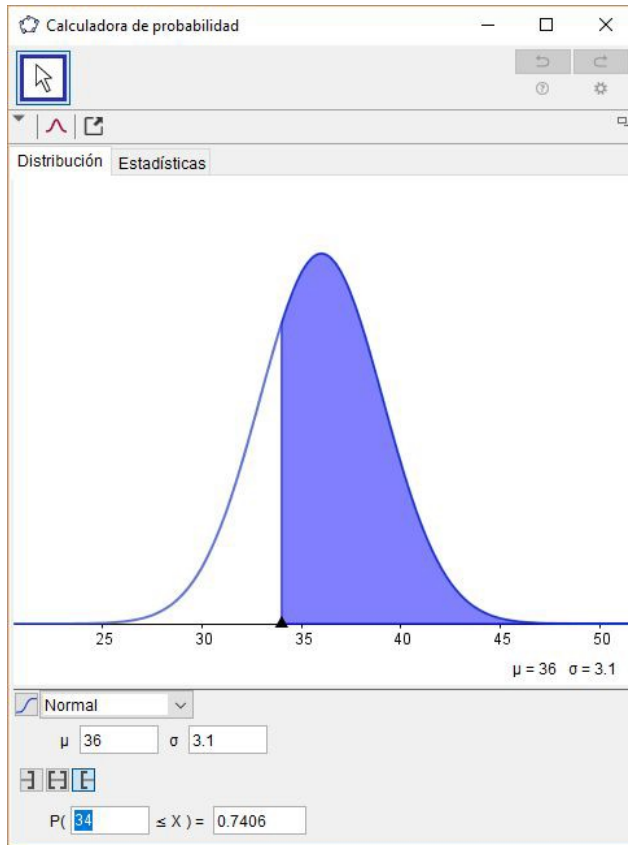 Calculadora de probabilidad
Distribución Estadísticas
25 30 35 40 45 50
μ = 36 σ = 3.1
Normal
μ 36 σ 3.1
P( 34 ≤ X ) = 0.7406